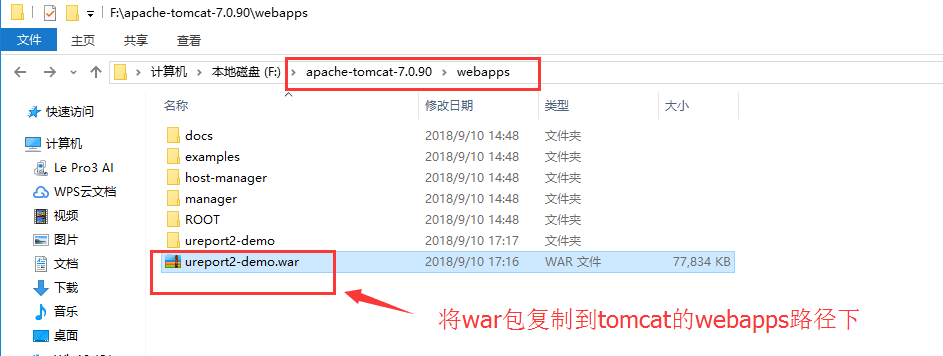 F:\apache-tomcat-7.0.90\webapps
文件 主页 共享 查看
计算机 本地磁盘 (F:) apache-tomcat-7.0.90 webapps
名称 修改日期 类型 大小
快速访问
计算机
Le Pro3 AI
WPS云文档
视频
图片
文档
下载
音乐
桌面
docs 2018/9/10 14:48 文件夹
examples 2018/9/10 14:48 文件夹
host-manager 2018/9/10 14:48 文件夹
manager 2018/9/10 14:48 文件夹
ROOT 2018/9/10 14:48 文件夹
ureport2-demo 2018/9/10 17:17 文件夹
ureport2-demo.war 2018/9/10 17:16 WAR 文件 77,834 KB
将war包复制到tomcat的webapps路径下